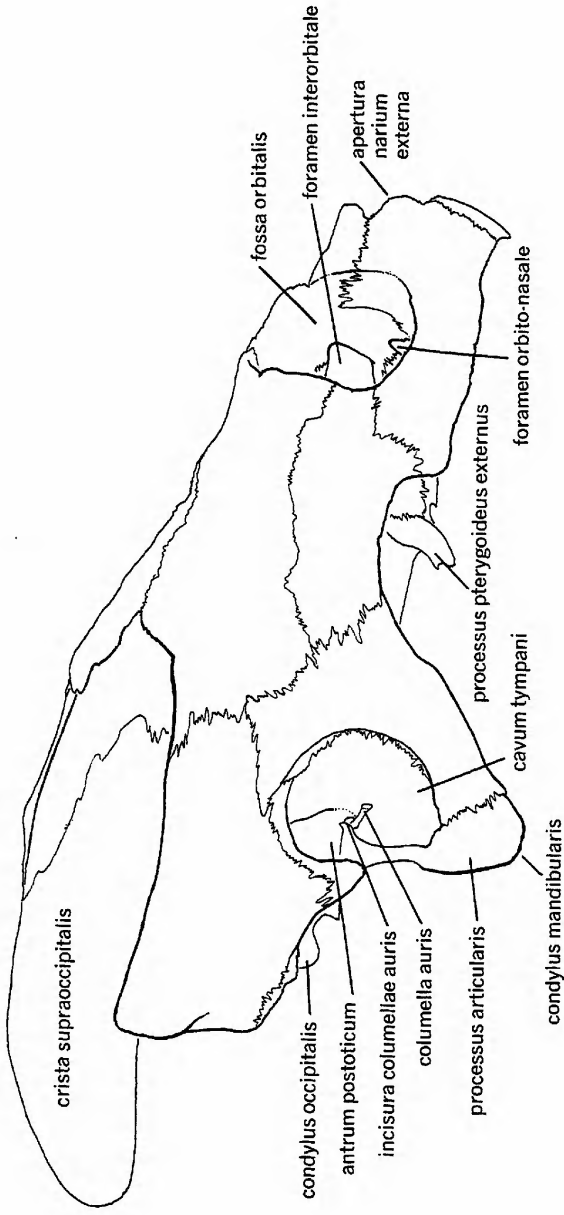 crista supraoccipitalis
fossa orbitalis
foramen interorbitale
apertura
narium
externa
foramen orbito-nasale
processus pterygoideus externus
cavum tympani
condylus mandibularis
processus articularis
columella auris
incisura columellae auris
antrum postoticum
condylus occipitalis